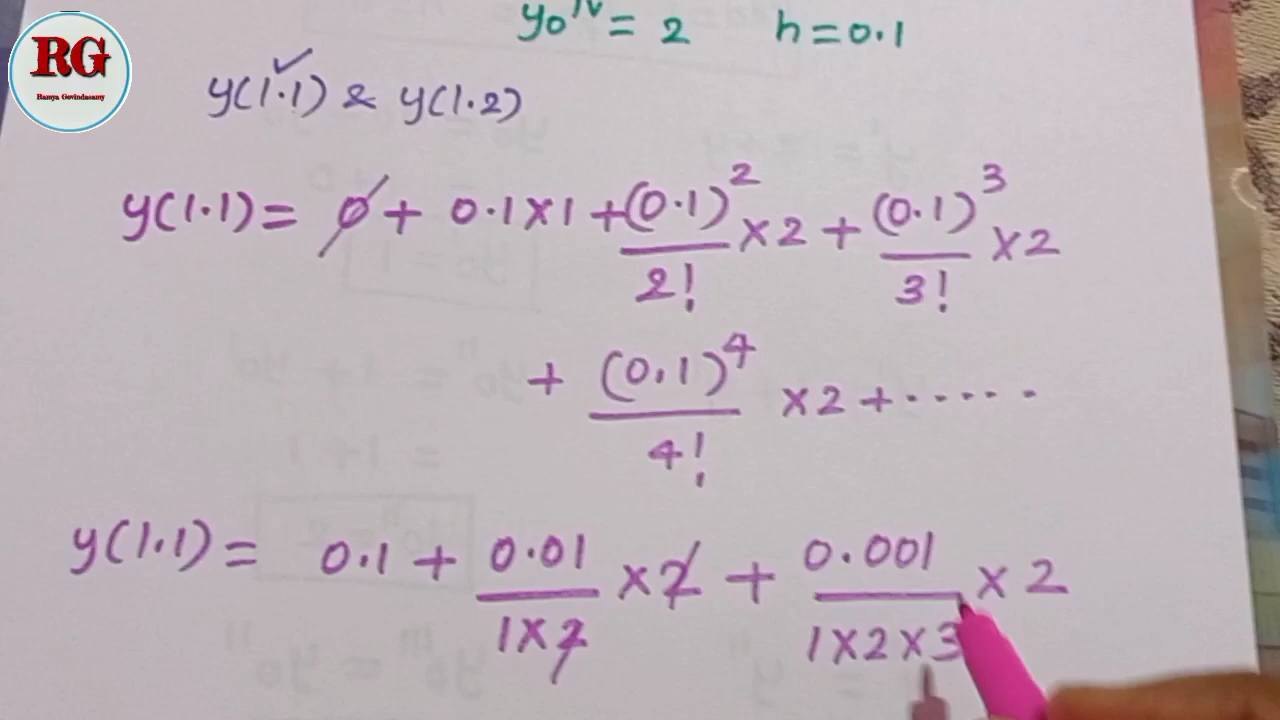 RG
Ramya Govindasamy
y₀ⁱᵛ = 2 h = 0.1
y(1.1) ✓ & y(1.2)
y(1.1) = 0 + 0.1×1 + (0.1)²/2! ×2 + (0.1)³/3! ×2
+ (0.1)⁴/4! ×2 + ·····
y(1.1) = 0.1 + 0.01/1×2 ×2 + 0.001/1×2×3 ×2